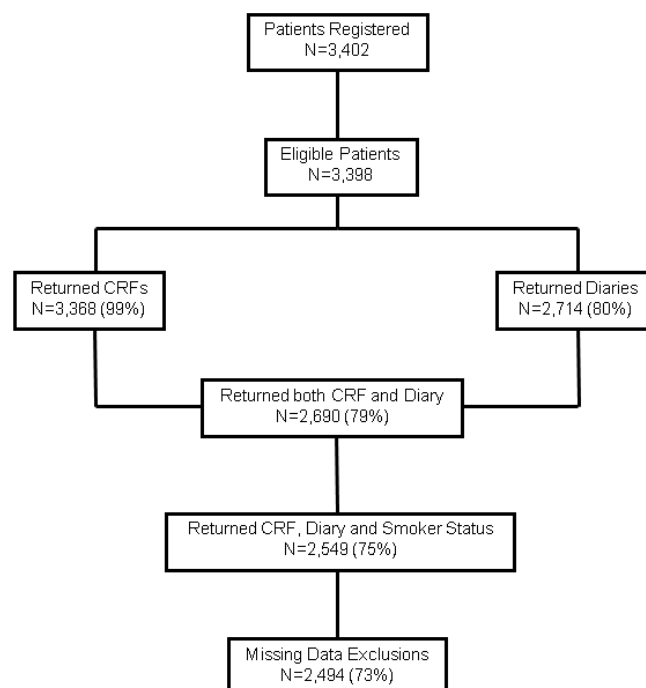 Patients Registered
N=3,402
Eligible Patients
N=3,398
Returned CRFs
N=3,368 (99%)
Returned Diaries
N=2,714 (80%)
Returned both CRF and Diary
N=2,690 (79%)
Returned CRF, Diary and Smoker Status
N=2,549 (75%)
Missing Data Exclusions
N=2,494 (73%)